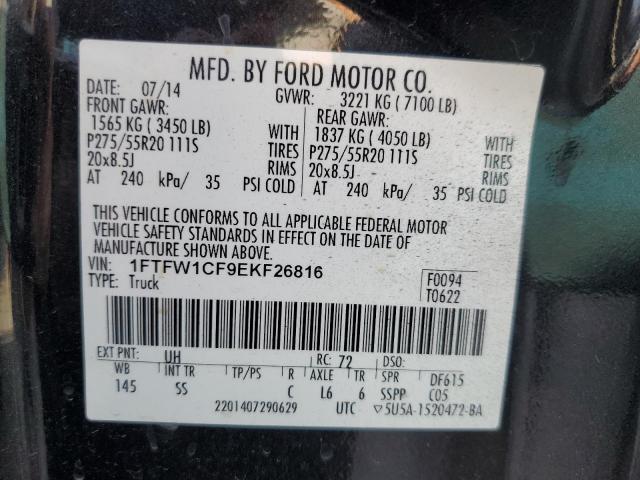 MFD. BY FORD MOTOR CO.
DATE: 07/14 GVWR: 3221 KG ( 7100 LB)
FRONT GAWR: REAR GAWR:
1565 KG ( 3450 LB) WITH 1837 KG ( 4050 LB) WITH
P275/55R20 111S TIRES P275/55R20 111S TIRES
20x8.5J RIMS 20x8.5J RIMS
AT 240 kPa/ 35 PSI COLD AT 240 kPa/ 35 PSI COLD
THIS VEHICLE CONFORMS TO ALL APPLICABLE FEDERAL MOTOR
VEHICLE SAFETY STANDARDS IN EFFECT ON THE DATE OF
MANUFACTURE SHOWN ABOVE.
VIN: 1FTFW1CF9EKF26816 F0094
TYPE: Truck T0622
EXT PNT: UH RC: 72 DSO:
WB INT TR TP/PS R AXLE TR SPR DF615
145 SS C L6 6 SSPP C05
2201407290629 UTC ▽5U5A-1520472-BA